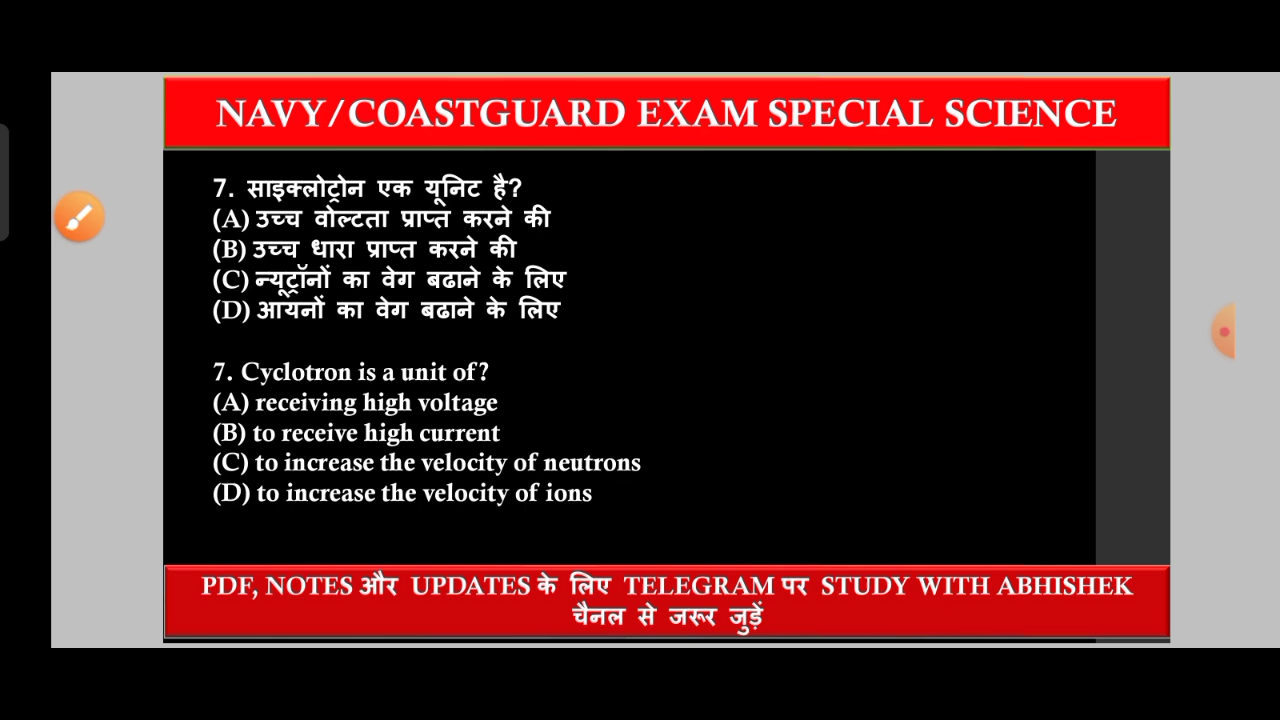 NAVY/COASTGUARD EXAM SPECIAL SCIENCE
7. साइक्लोट्रोन एक यूनिट है?
(A) उच्च वोल्टता प्राप्त करने की
(B) उच्च धारा प्राप्त करने की
(C) न्यूट्रॉनों का वेग बढाने के लिए
(D) आयनों का वेग बढाने के लिए
7. Cyclotron is a unit of?
(A) receiving high voltage
(B) to receive high current
(C) to increase the velocity of neutrons
(D) to increase the velocity of ions
PDF, NOTES और UPDATES के लिए TELEGRAM पर STUDY WITH ABHISHEK
चैनल से जरूर जुड़ें